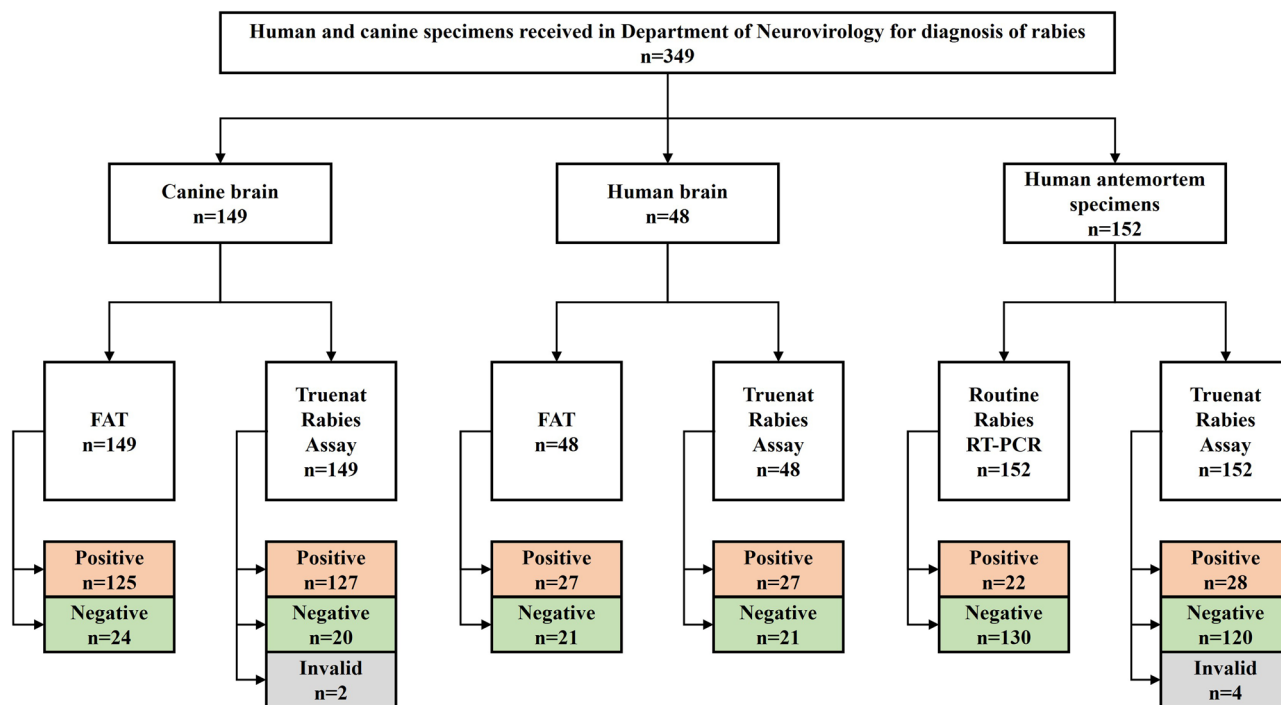 Human and canine specimens received in Department of Neurovirology for diagnosis of rabies
n=349
Canine brain
n=149
Human brain
n=48
Human antemortem
specimens
n=152
FAT
n=149
Truenat
Rabies
Assay
n=149
FAT
n=48
Truenat
Rabies
Assay
n=48
Routine
Rabies
RT-PCR
n=152
Truenat
Rabies
Assay
n=152
Positive
n=125
Negative
n=24
Positive
n=127
Negative
n=20
Invalid
n=2
Positive
n=27
Negative
n=21
Positive
n=27
Negative
n=21
Positive
n=22
Negative
n=130
Positive
n=28
Negative
n=120
Invalid
n=4